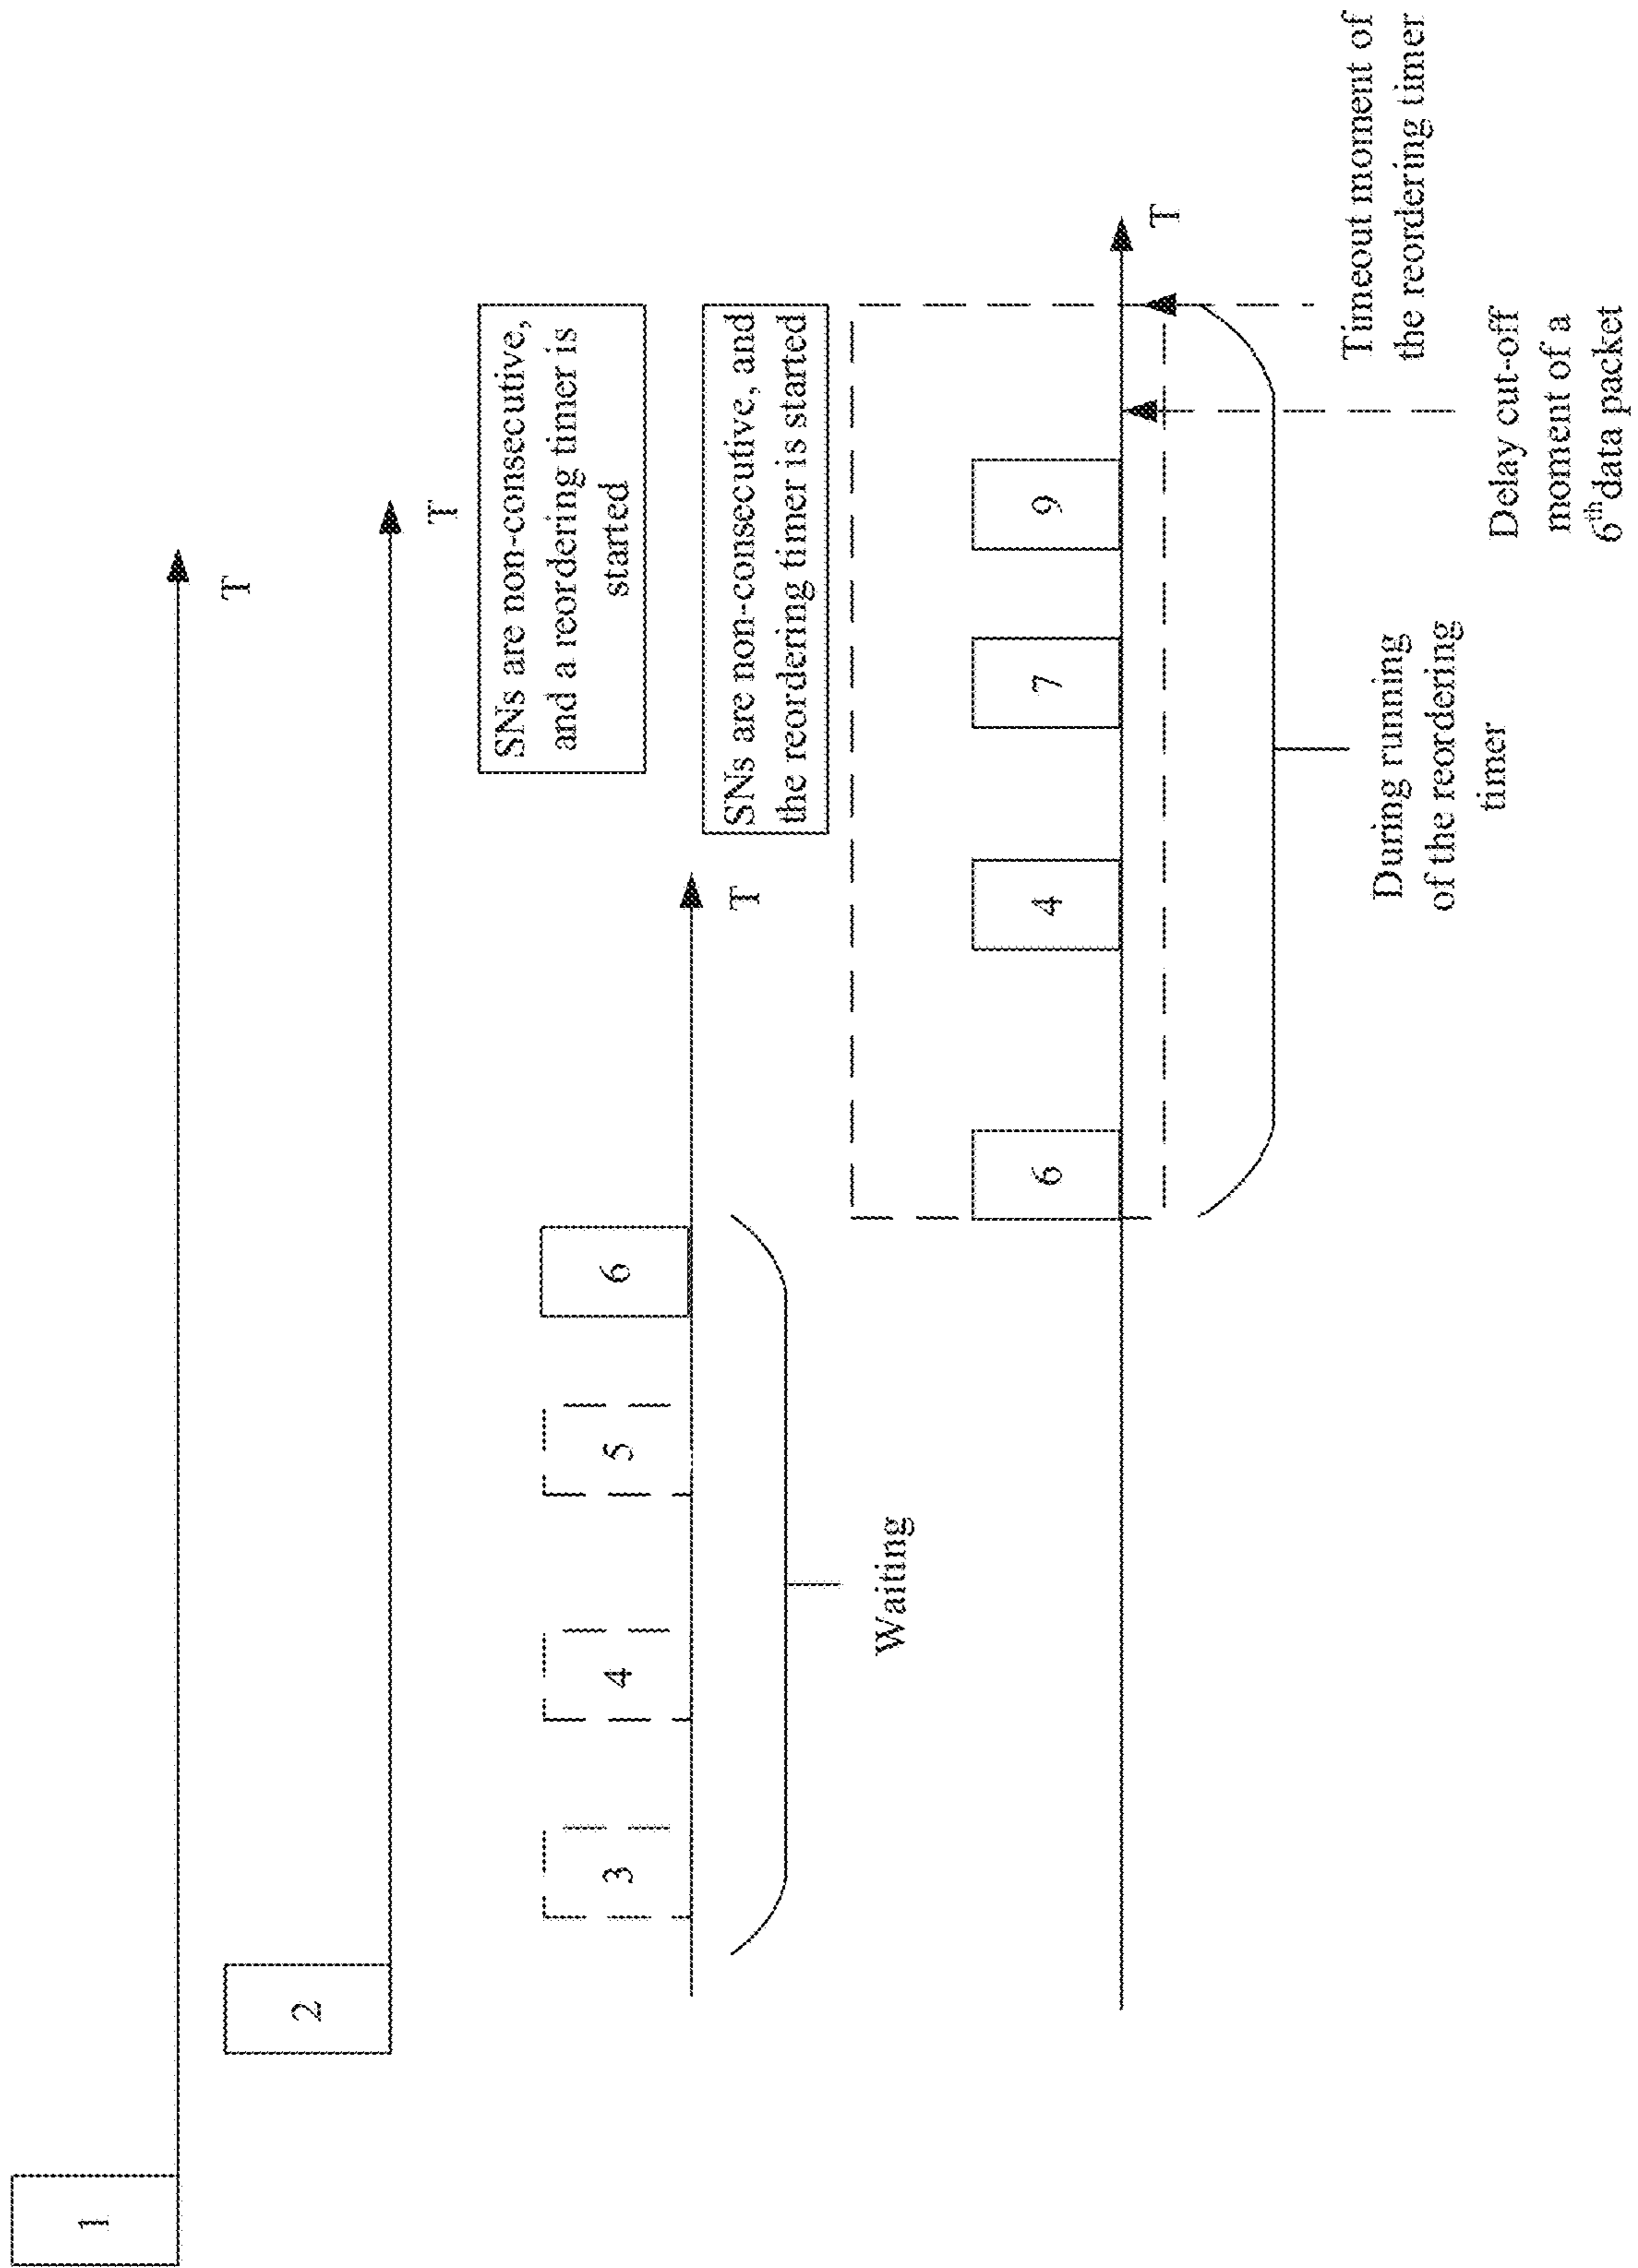 1
T
2
T
SNs are non-consecutive,
and a reordering timer is
started
3
4
5
6
T
Waiting
SNs are non-consecutive, and
the reordering timer is started
6
4
7
9
T
During running
of the reordering
timer
Timeout moment of
the reordering timer
Delay cut-off
moment of a
6th data packet